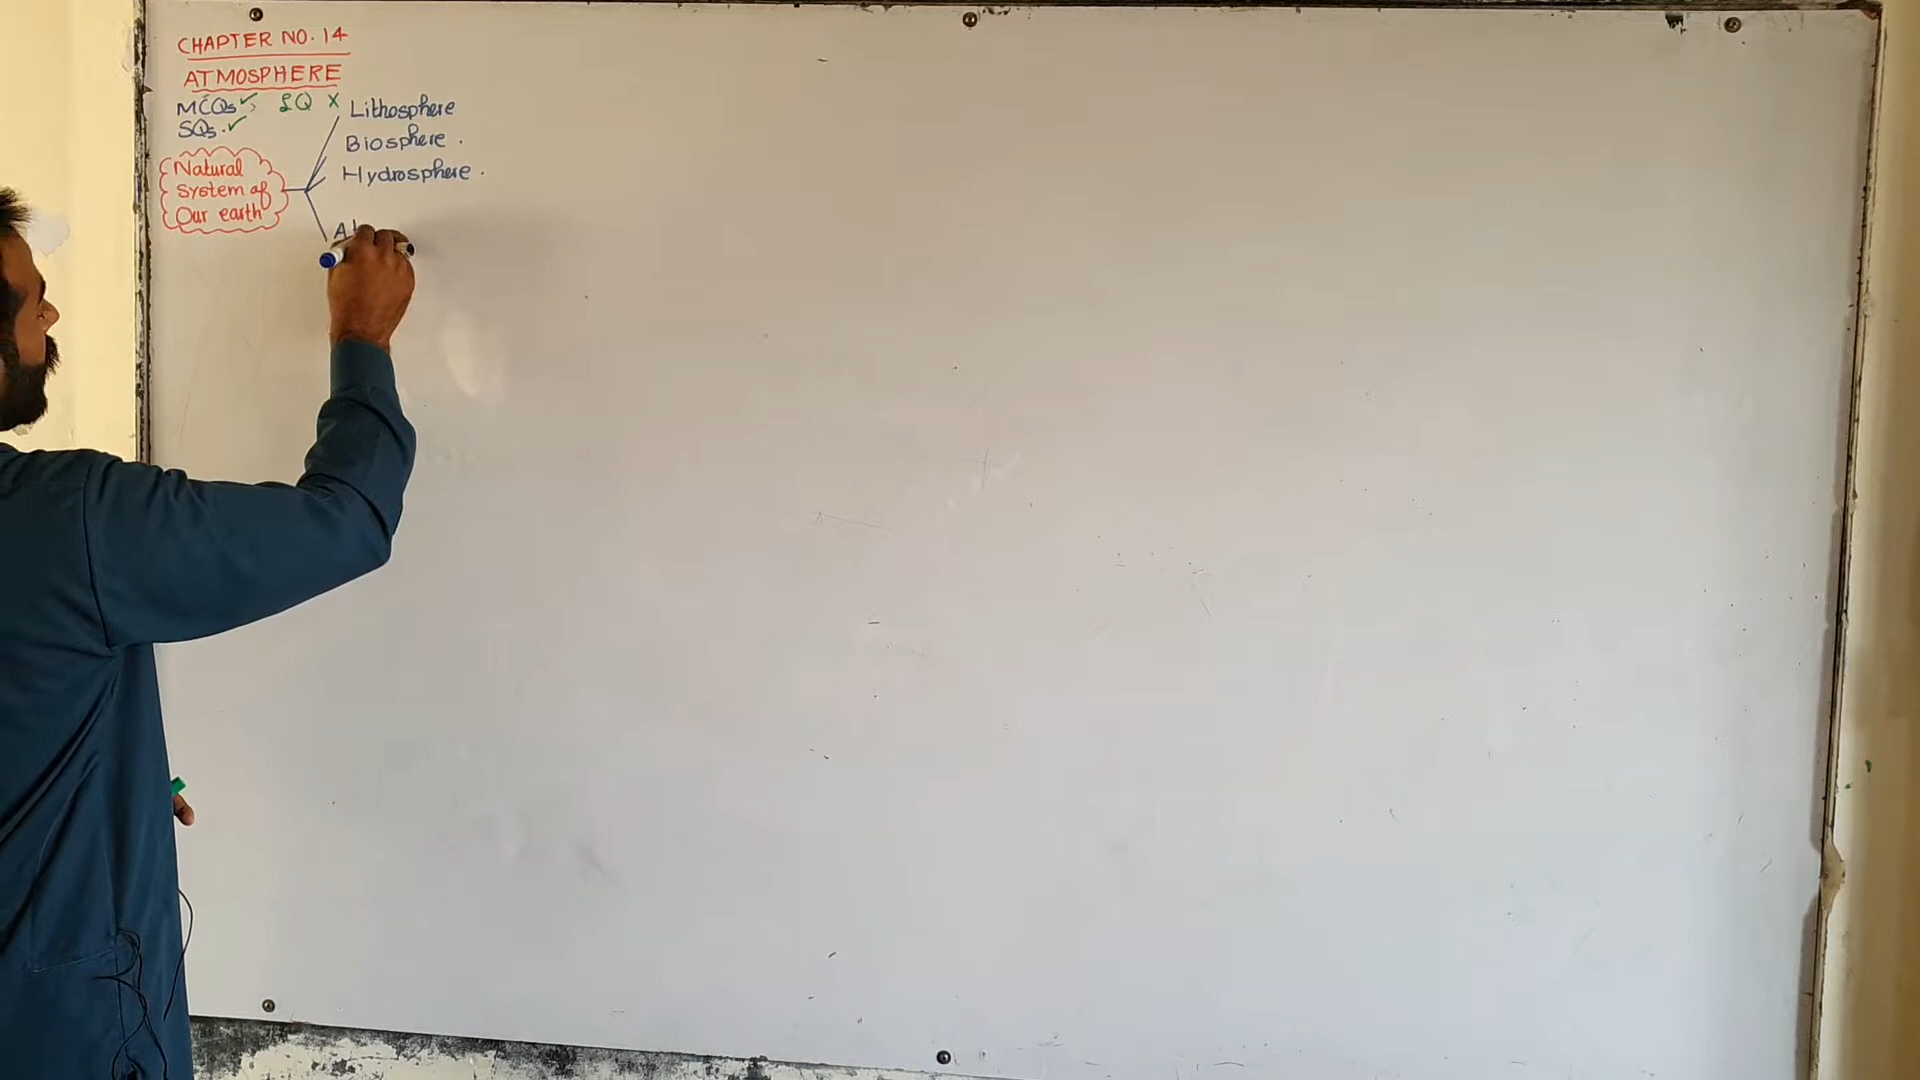 CHAPTER NO. 14
ATMOSPHERE
MCQs ✓, LQ X
SQs. ✓
Lithosphere
Biosphere.
Hydrosphere.
Natural
System of
Our earth